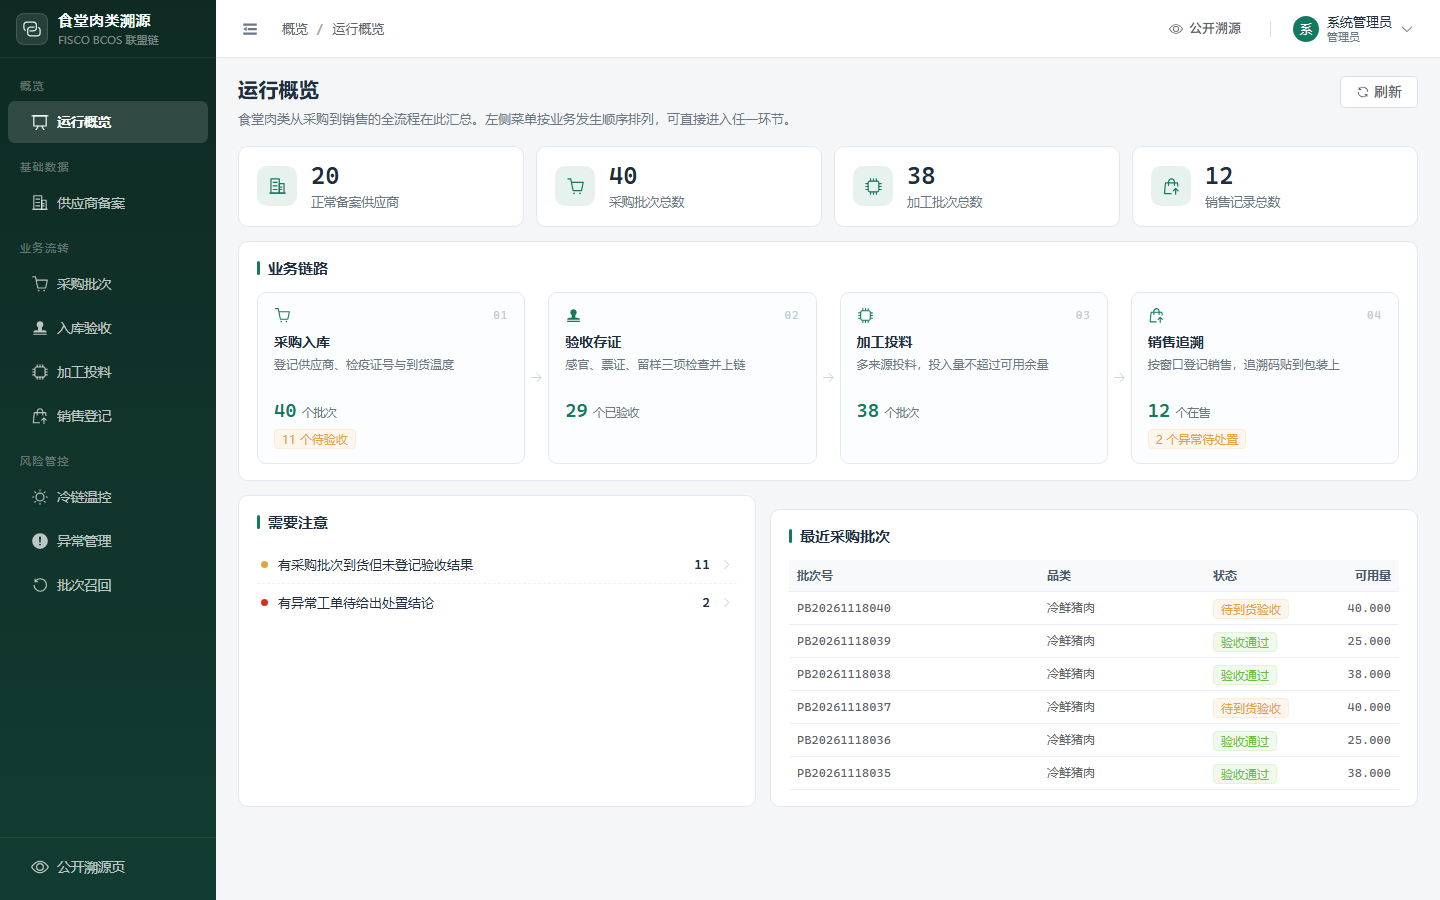 食堂肉类溯源
FISCO BCOS 联盟链
概览
运行概览
基础数据
供应商备案
业务流转
采购批次
入库验收
加工投料
销售登记
风险管控
冷链温控
异常管理
批次召回
公开溯源页
概览 / 运行概览
公开溯源
系
系统管理员
管理员
运行概览
食堂肉类从采购到销售的全流程在此汇总。左侧菜单按业务发生顺序排列，可直接进入任一环节。
刷新
20
正常备案供应商
40
采购批次总数
38
加工批次总数
12
销售记录总数
业务链路
01
采购入库
登记供应商、检疫证号与到货温度
40 个批次
11 个待验收
02
验收存证
感官、票证、留样三项检查并上链
29 个已验收
03
加工投料
多来源投料，投入量不超过可用余量
38 个批次
04
销售追溯
按窗口登记销售，追溯码贴到包装上
12 个在售
2 个异常待处置
需要注意
有采购批次到货但未登记验收结果 11
有异常工单待给出处置结论 2
最近采购批次
批次号 品类 状态 可用量
PB20261118040 冷鲜猪肉 待到货验收 40.000
PB20261118039 冷鲜猪肉 验收通过 25.000
PB20261118038 冷鲜猪肉 验收通过 38.000
PB20261118037 冷鲜猪肉 待到货验收 40.000
PB20261118036 冷鲜猪肉 验收通过 25.000
PB20261118035 冷鲜猪肉 验收通过 38.000